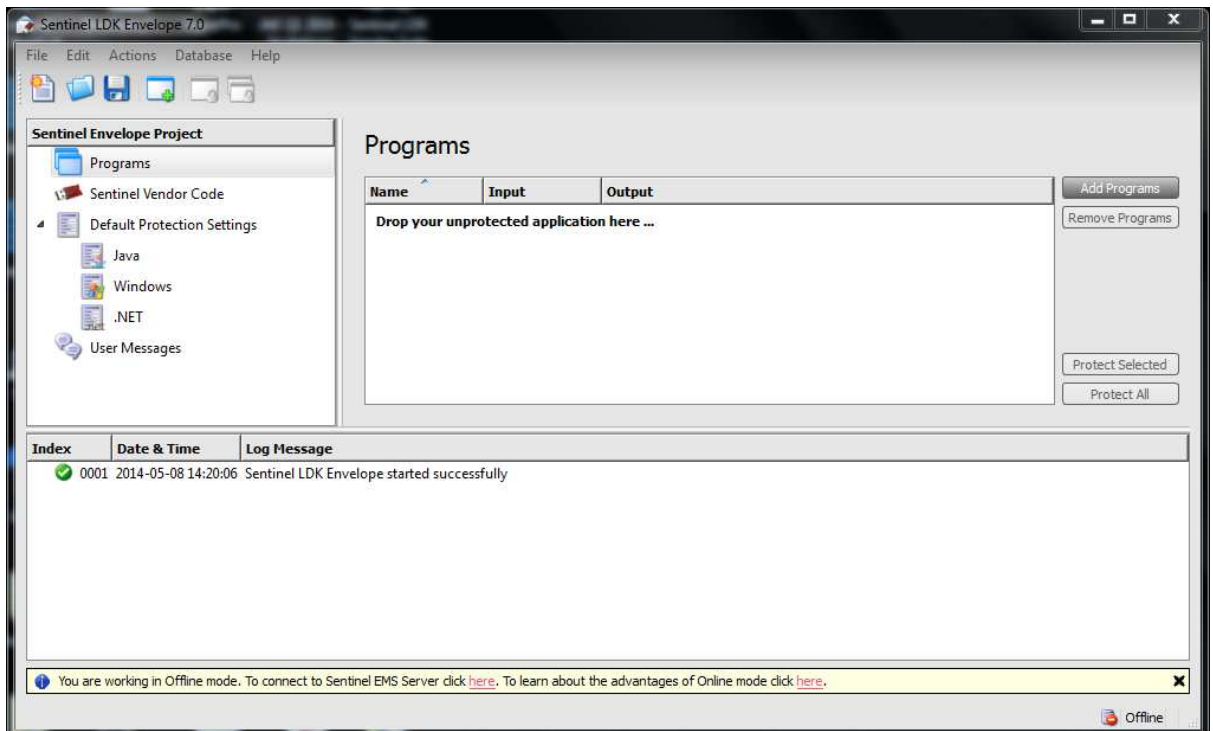 Sentinel LDK Envelope 7.0
File Edit Actions Database Help
Sentinel Envelope Project
Programs
Sentinel Vendor Code
Default Protection Settings
Java
Windows
.NET
User Messages
Programs
Name Input Output
Drop your unprotected application here ...
Add Programs
Remove Programs
Protect Selected
Protect All
Index Date & Time Log Message
0001 2014-05-08 14:20:06 Sentinel LDK Envelope started successfully
You are working in Offline mode. To connect to Sentinel EMS Server click here. To learn about the advantages of Online mode click here.
Offline